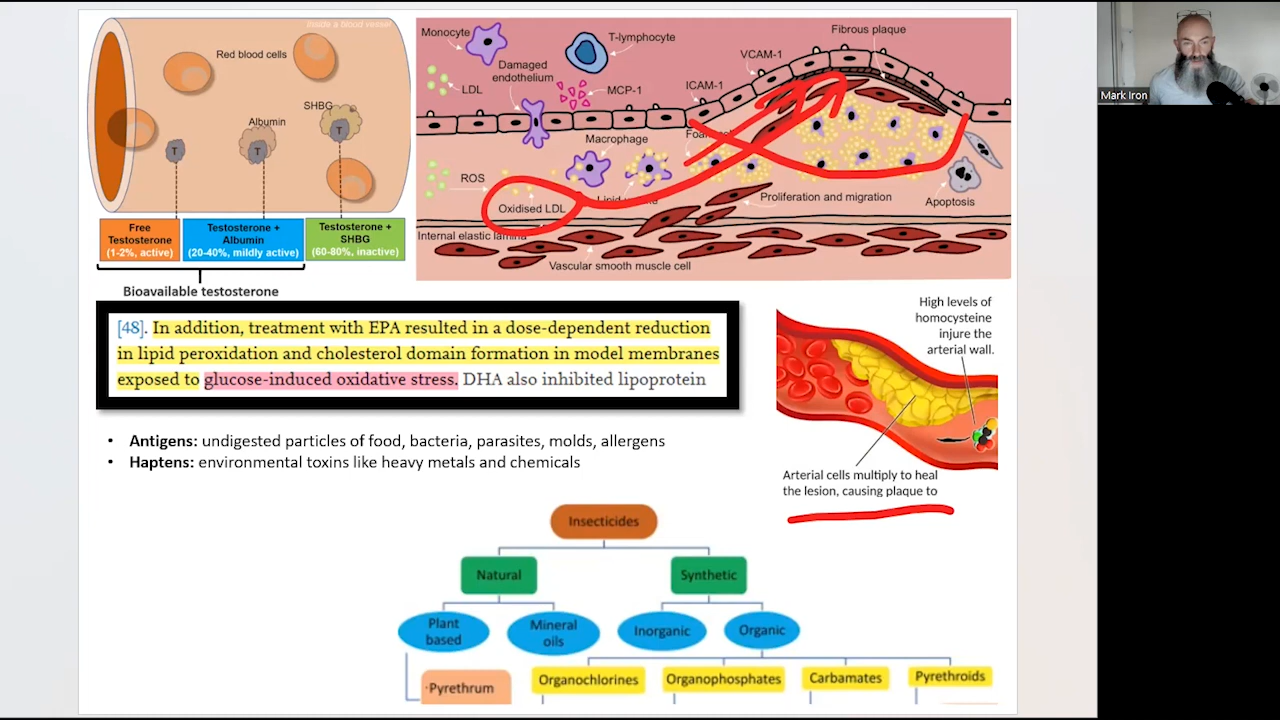 Inside a blood vessel
Red blood cells
SHBG
Albumin
T
T
T
Free
Testosterone
(1-2%, active)
Testosterone +
Albumin
(20-40%, mildly active)
Testosterone +
SHBG
(60-80%, inactive)
Bioavailable testosterone
Monocyte
T-lymphocyte
Fibrous plaque
VCAM-1
Damaged
endothelium
LDL
MCP-1
ICAM-1
Macrophage
ROS
Oxidised LDL
Proliferation and migration
Apoptosis
Internal elastic lamina
Vascular smooth muscle cell
Mark Iron
[48]. In addition, treatment with EPA resulted in a dose-dependent reduction
in lipid peroxidation and cholesterol domain formation in model membranes
exposed to glucose-induced oxidative stress. DHA also inhibited lipoprotein
High levels of
homocysteine
injure the
arterial wall.
Arterial cells multiply to heal
the lesion, causing plaque to
• Antigens: undigested particles of food, bacteria, parasites, molds, allergens
• Haptens: environmental toxins like heavy metals and chemicals
Insecticides
Natural
Synthetic
Plant
based
Mineral
oils
Inorganic
Organic
Pyrethrum
Organochlorines
Organophosphates
Carbamates
Pyrethroids